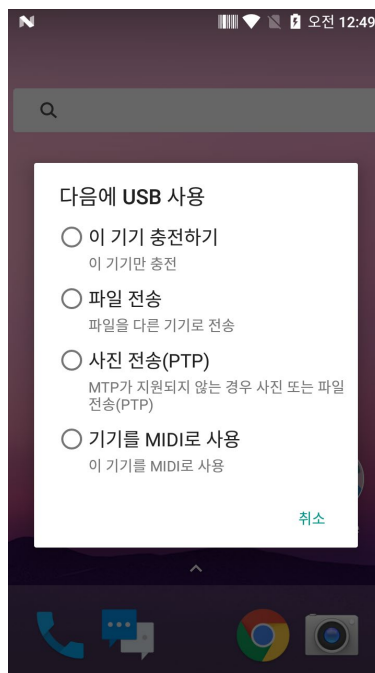 오전 12:49
다음에 USB 사용
이 기기 충전하기
이 기기만 충전
파일 전송
파일을 다른 기기로 전송
사진 전송(PTP)
MTP가 지원되지 않는 경우 사진 또는 파일
전송(PTP)
기기를 MIDI로 사용
이 기기를 MIDI로 사용
취소